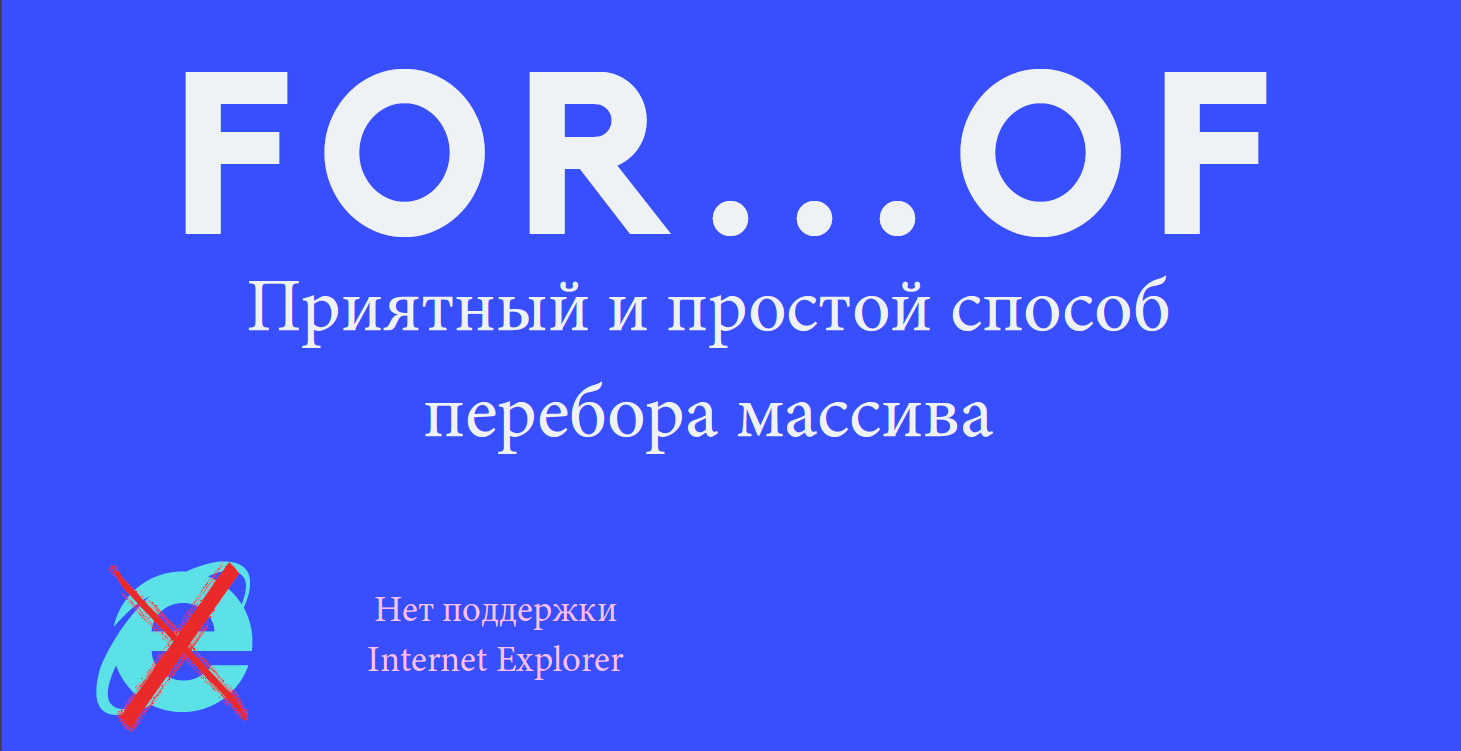 FOR...OF
Приятный и простой способ
перебора массива
Нет поддержки
Internet Explorer